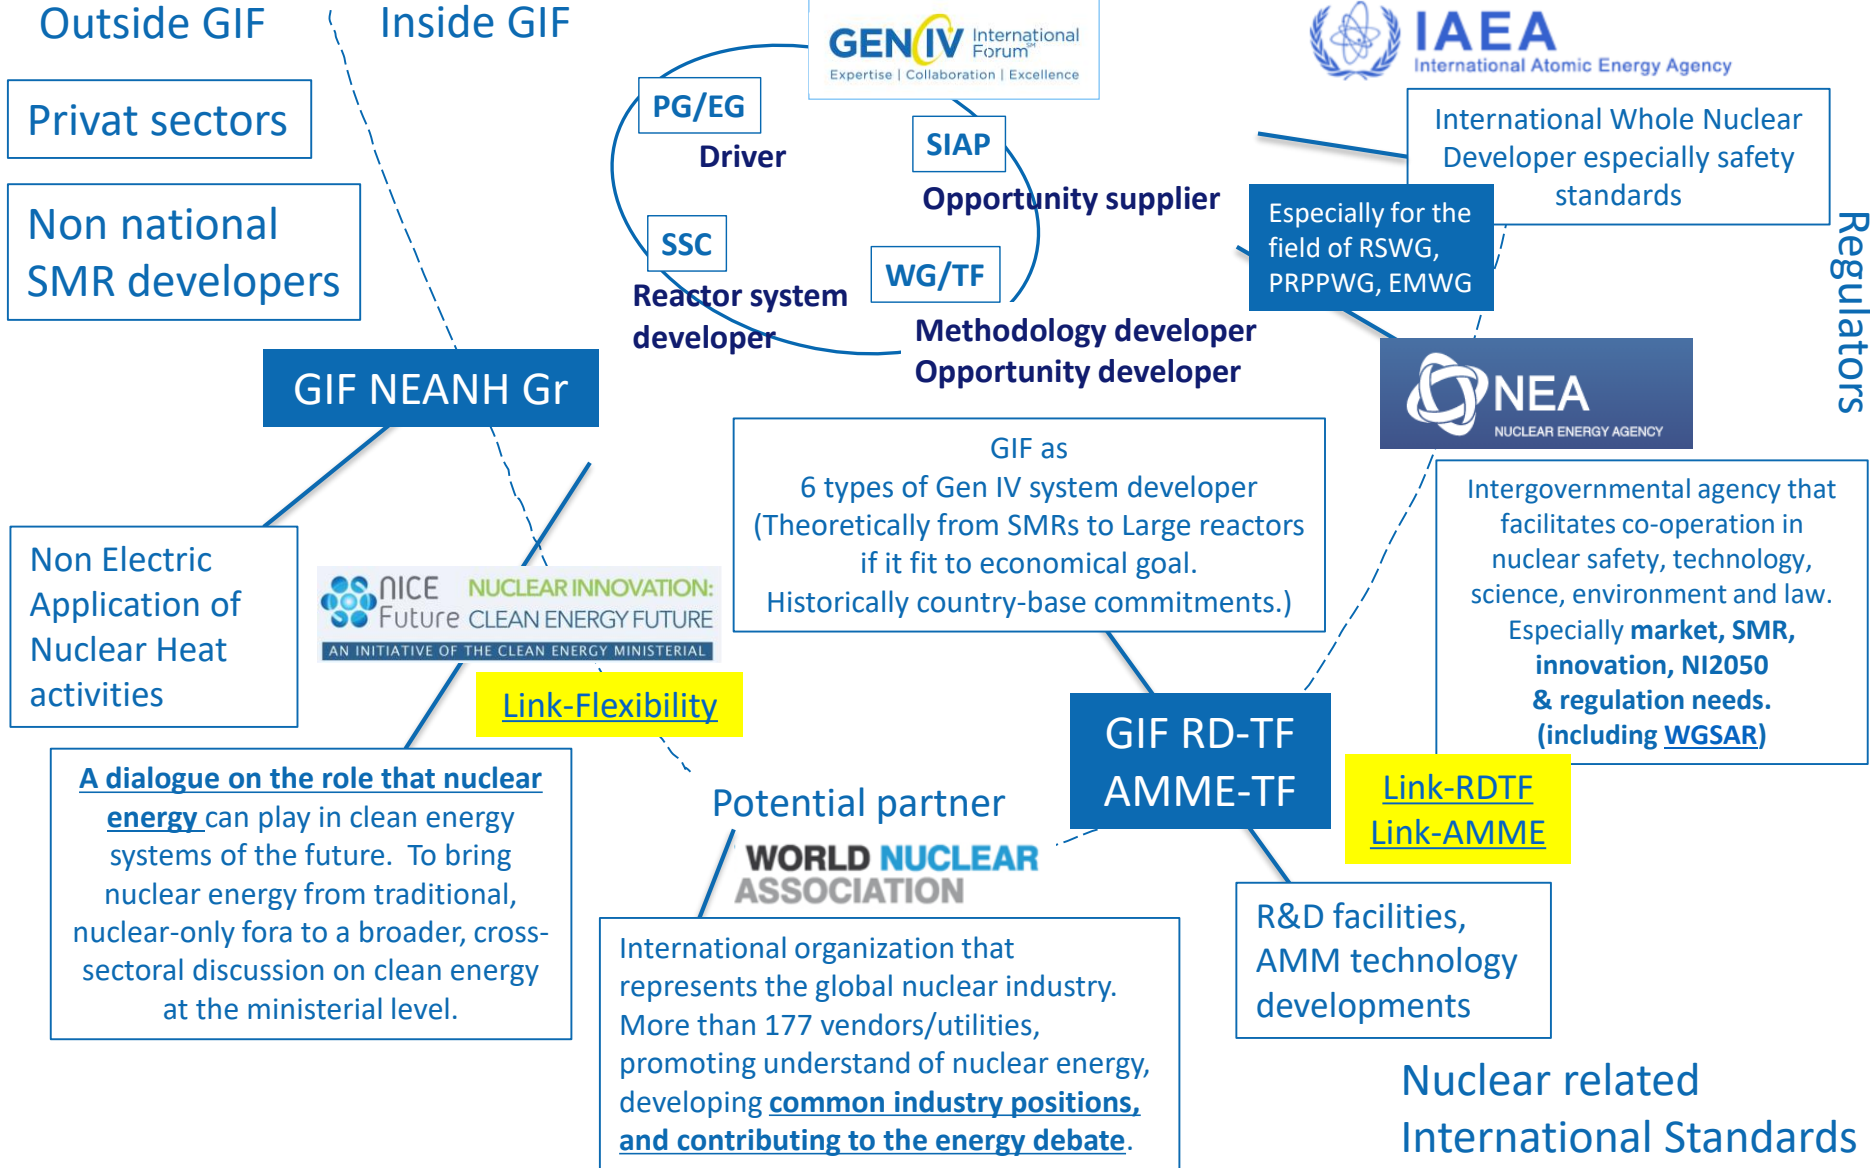 Outside GIF
Inside GIF
GEN IV International
Forum℠
Expertise | Collaboration | Excellence
IAEA
International Atomic Energy Agency
Privat sectors
Non national
SMR developers
PG/EG
Driver
SIAP
Opportunity supplier
SSC
Reactor system
developer
WG/TF
Methodology developer
Opportunity developer
International Whole Nuclear
Developer especially safety
standards
Especially for the
field of RSWG,
PRPPWG, EMWG
Regulators
GIF NEANH Gr
NEA
NUCLEAR ENERGY AGENCY
GIF as
6 types of Gen IV system developer
(Theoretically from SMRs to Large reactors
if it fit to economical goal.
Historically country-base commitments.)
Intergovernmental agency that
facilitates co-operation in
nuclear safety, technology,
science, environment and law.
Especially market, SMR,
innovation, NI2050
& regulation needs.
(including WGSAR)
Non Electric
Application of
Nuclear Heat
activities
NICE
Future
NUCLEAR INNOVATION:
CLEAN ENERGY FUTURE
AN INITIATIVE OF THE CLEAN ENERGY MINISTERIAL
Link-Flexibility
GIF RD-TF
AMME-TF
Link-RDTF
Link-AMME
A dialogue on the role that nuclear
energy can play in clean energy
systems of the future. To bring
nuclear energy from traditional,
nuclear-only fora to a broader, cross-
sectoral discussion on clean energy
at the ministerial level.
Potential partner
WORLD NUCLEAR
ASSOCIATION
International organization that
represents the global nuclear industry.
More than 177 vendors/utilities,
promoting understand of nuclear energy,
developing common industry positions,
and contributing to the energy debate.
R&D facilities,
AMM technology
developments
Nuclear related
International Standards